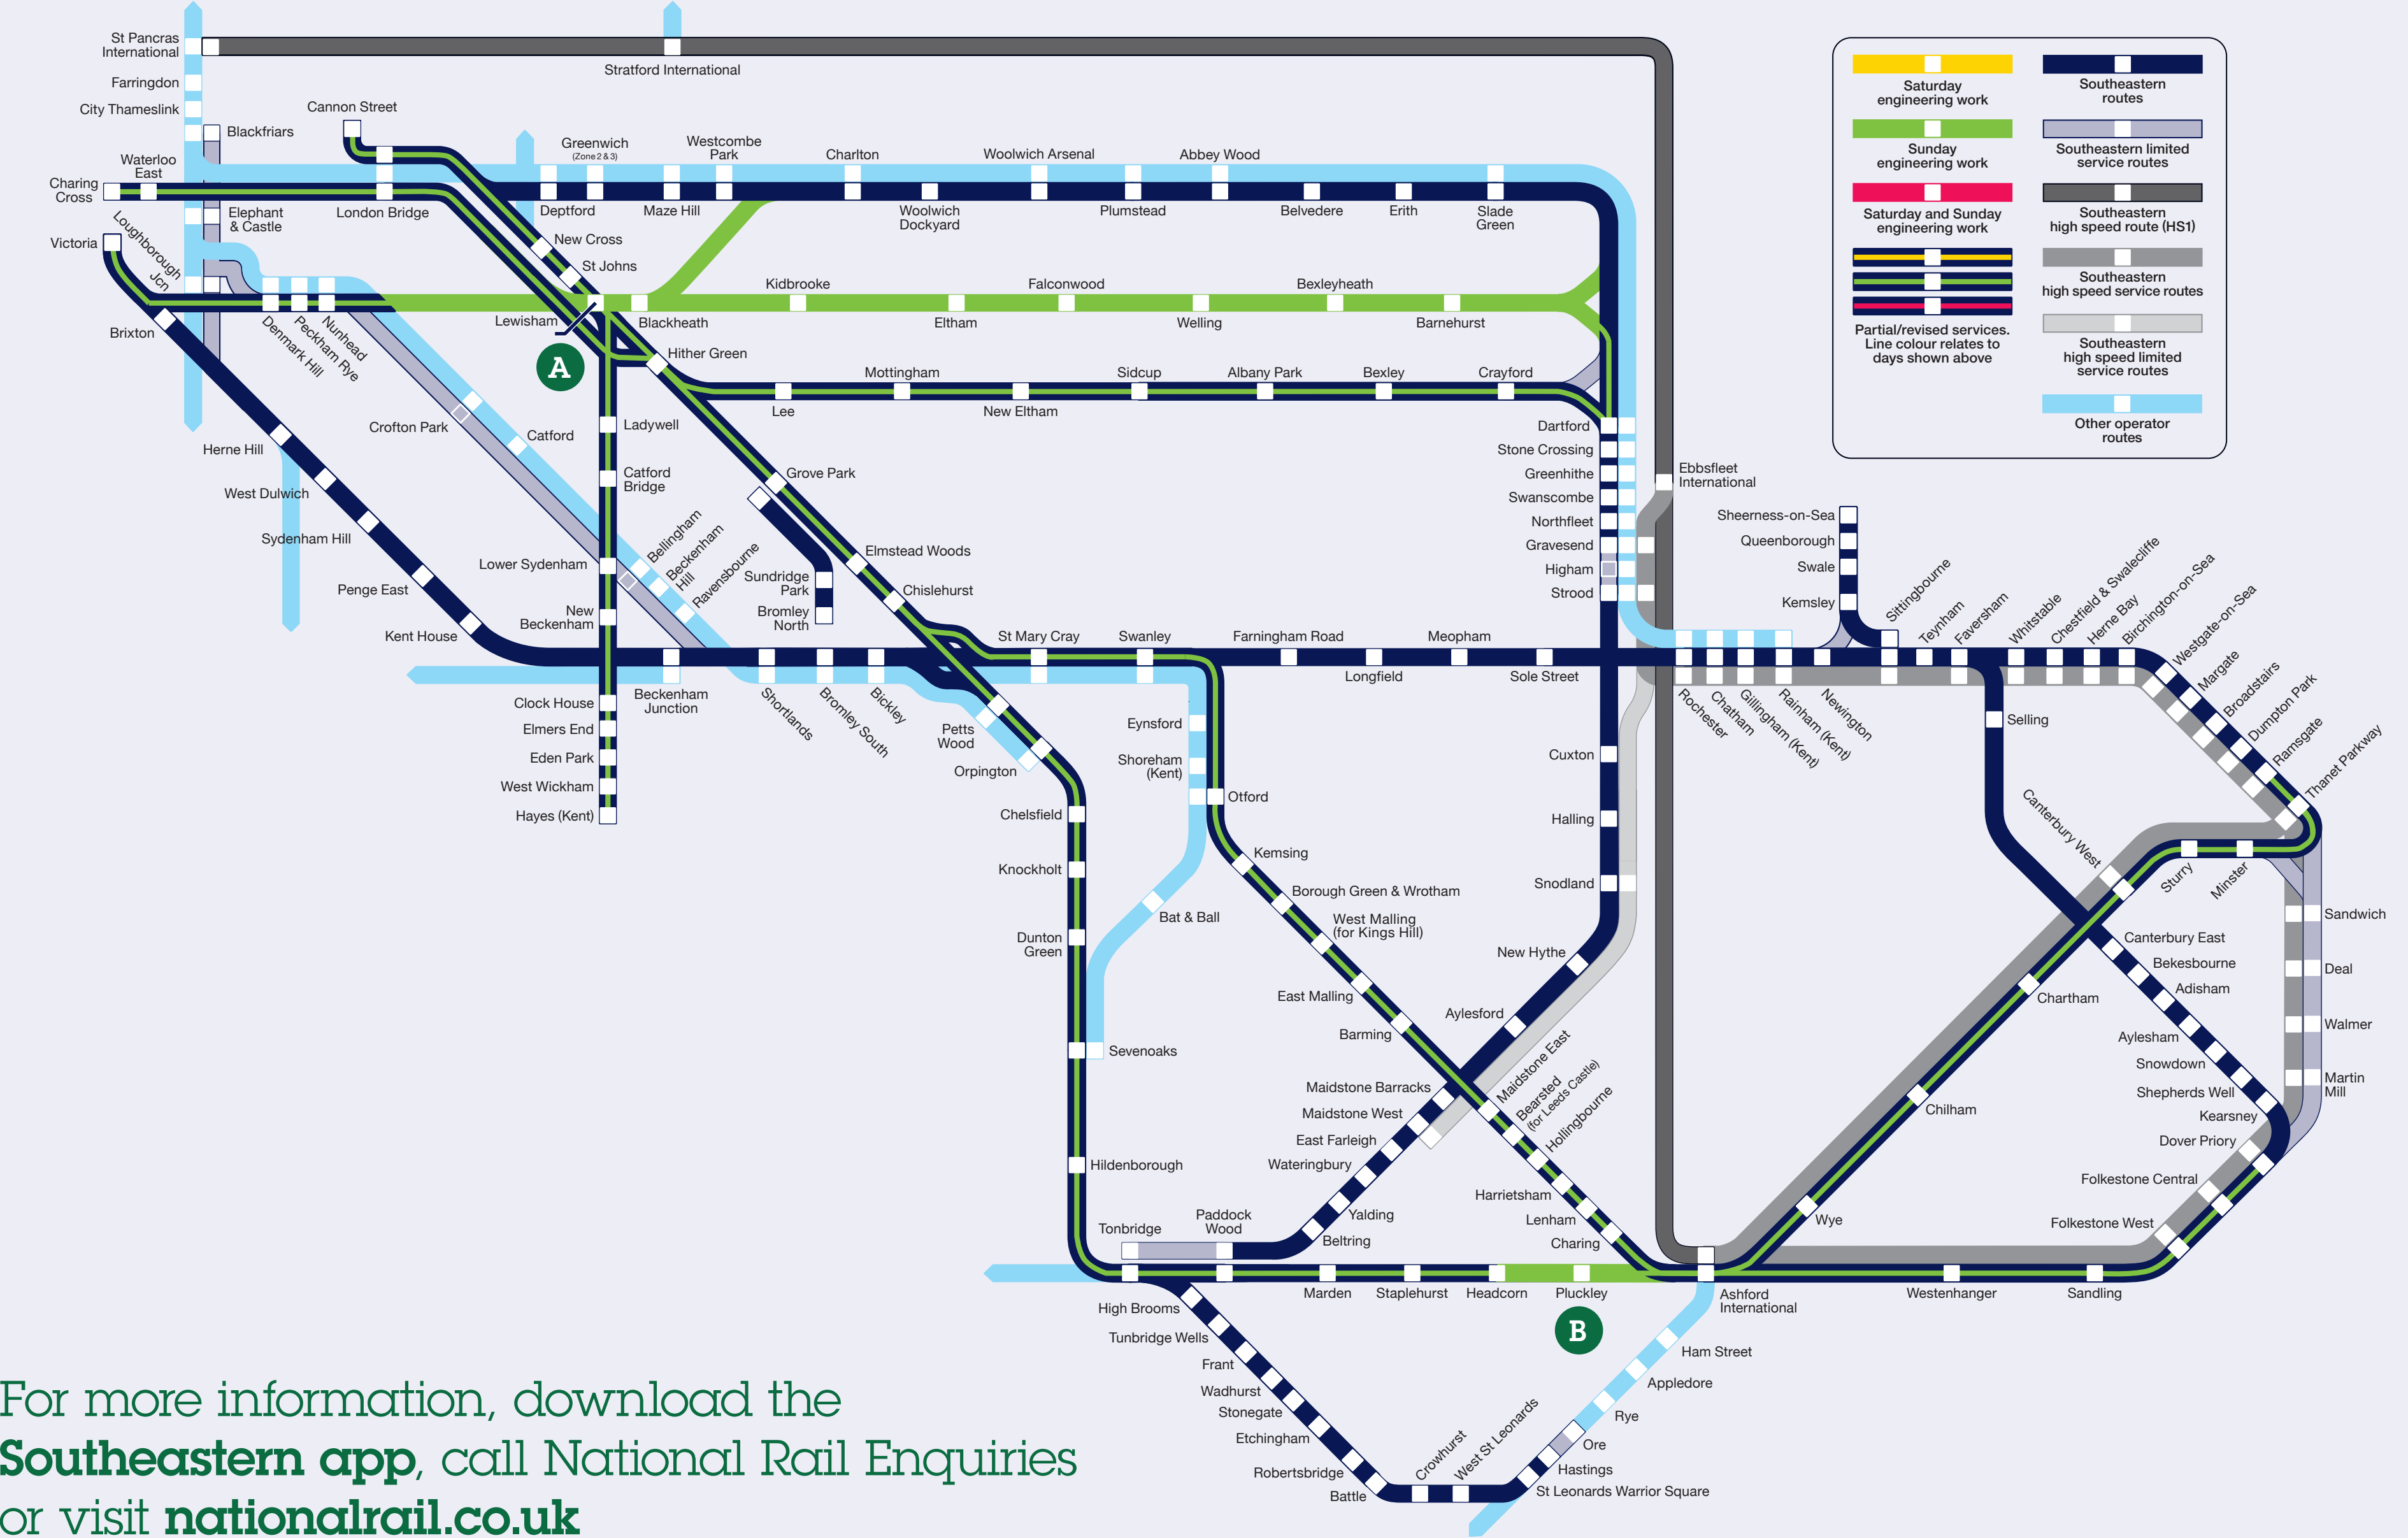 St Pancras
International
Stratford International
Farringdon
City Thameslink
Cannon Street
Blackfriars
Waterloo
East
Charing
Cross
London Bridge
Elephant
& Castle
Loughborough
Jcn
Victoria
Brixton
Greenwich
(Zone 2 & 3)
Westcombe
Park
Charlton
Woolwich Arsenal
Abbey Wood
Deptford
Maze Hill
Woolwich
Dockyard
Plumstead
Belvedere
Erith
Slade
Green
New Cross
St Johns
Lewisham
Blackheath
Kidbrooke
Eltham
Falconwood
Welling
Bexleyheath
Barnehurst
Denmark Hill
Peckham Rye
Nunhead
A
Hither Green
Lee
Mottingham
New Eltham
Sidcup
Albany Park
Bexley
Crayford
Crofton Park
Catford
Ladywell
Catford
Bridge
Herne Hill
West Dulwich
Sydenham Hill
Penge East
Kent House
Lower Sydenham
New
Beckenham
Bellingham
Beckenham
Hill
Ravensbourne
Grove Park
Sundridge
Park
Bromley
North
Elmstead Woods
Chislehurst
Dartford
Stone Crossing
Greenhithe
Swanscombe
Northfleet
Gravesend
Higham
Strood
Ebbsfleet
International
Sheerness-on-Sea
Queenborough
Swale
Kemsley
Sittingbourne
Teynham
Faversham
Whitstable
Chestfield & Swalecliffe
Herne Bay
Birchington-on-Sea
Westgate-on-Sea
Margate
Broadstairs
Dumpton Park
Ramsgate
Thanet Parkway
Clock House
Elmers End
Eden Park
West Wickham
Hayes (Kent)
Beckenham
Junction
Shortlands
Bromley South
Bickley
Petts
Wood
Orpington
St Mary Cray
Swanley
Farningham Road
Longfield
Meopham
Sole Street
Rochester
Chatham
Gillingham (Kent)
Rainham (Kent)
Newington
Selling
Eynsford
Shoreham
(Kent)
Otford
Bat & Ball
Chelsfield
Knockholt
Dunton
Green
Sevenoaks
Hildenborough
Kemsing
Borough Green & Wrotham
West Malling
(for Kings Hill)
East Malling
Barming
Maidstone East
Bearsted
(for Leeds Castle)
Hollingbourne
Harrietsham
Lenham
Charing
Cuxton
Halling
Snodland
New Hythe
Aylesford
Maidstone Barracks
Maidstone West
East Farleigh
Wateringbury
Yalding
Beltring
Tonbridge
Paddock
Wood
Marden
Staplehurst
Headcorn
Pluckley
B
Ashford
International
Westenhanger
Sandling
Folkestone West
Folkestone Central
Dover Priory
Kearsney
Shepherds Well
Snowdown
Aylesham
Adisham
Bekesbourne
Canterbury East
Canterbury West
Sturry
Minster
Sandwich
Deal
Walmer
Martin
Mill
Chartham
Chilham
Wye
Ham Street
Appledore
Rye
Ore
Hastings
St Leonards Warrior Square
West St Leonards
Crowhurst
High Brooms
Tunbridge Wells
Frant
Wadhurst
Stonegate
Etchingham
Robertsbridge
Battle
Saturday
engineering work
Sunday
engineering work
Saturday and Sunday
engineering work
Partial/revised services.
Line colour relates to
days shown above
Southeastern
routes
Southeastern limited
service routes
Southeastern
high speed route (HS1)
Southeastern
high speed service routes
Southeastern
high speed limited
service routes
Other operator
routes
For more information, download the
Southeastern app, call National Rail Enquiries
or visit nationalrail.co.uk